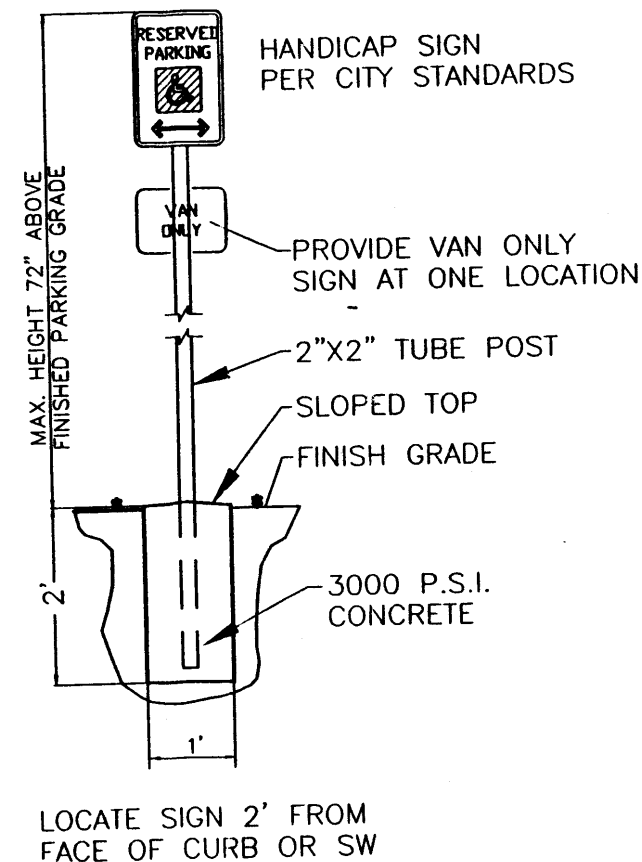 RESERVED
PARKING
HANDICAP SIGN
PER CITY STANDARDS
VAN
ONLY
PROVIDE VAN ONLY
SIGN AT ONE LOCATION
MAX. HEIGHT 72" ABOVE
FINISHED PARKING GRADE
2"X2" TUBE POST
SLOPED TOP
FINISH GRADE
2'
3000 P.S.I.
CONCRETE
1'
LOCATE SIGN 2' FROM
FACE OF CURB OR SW